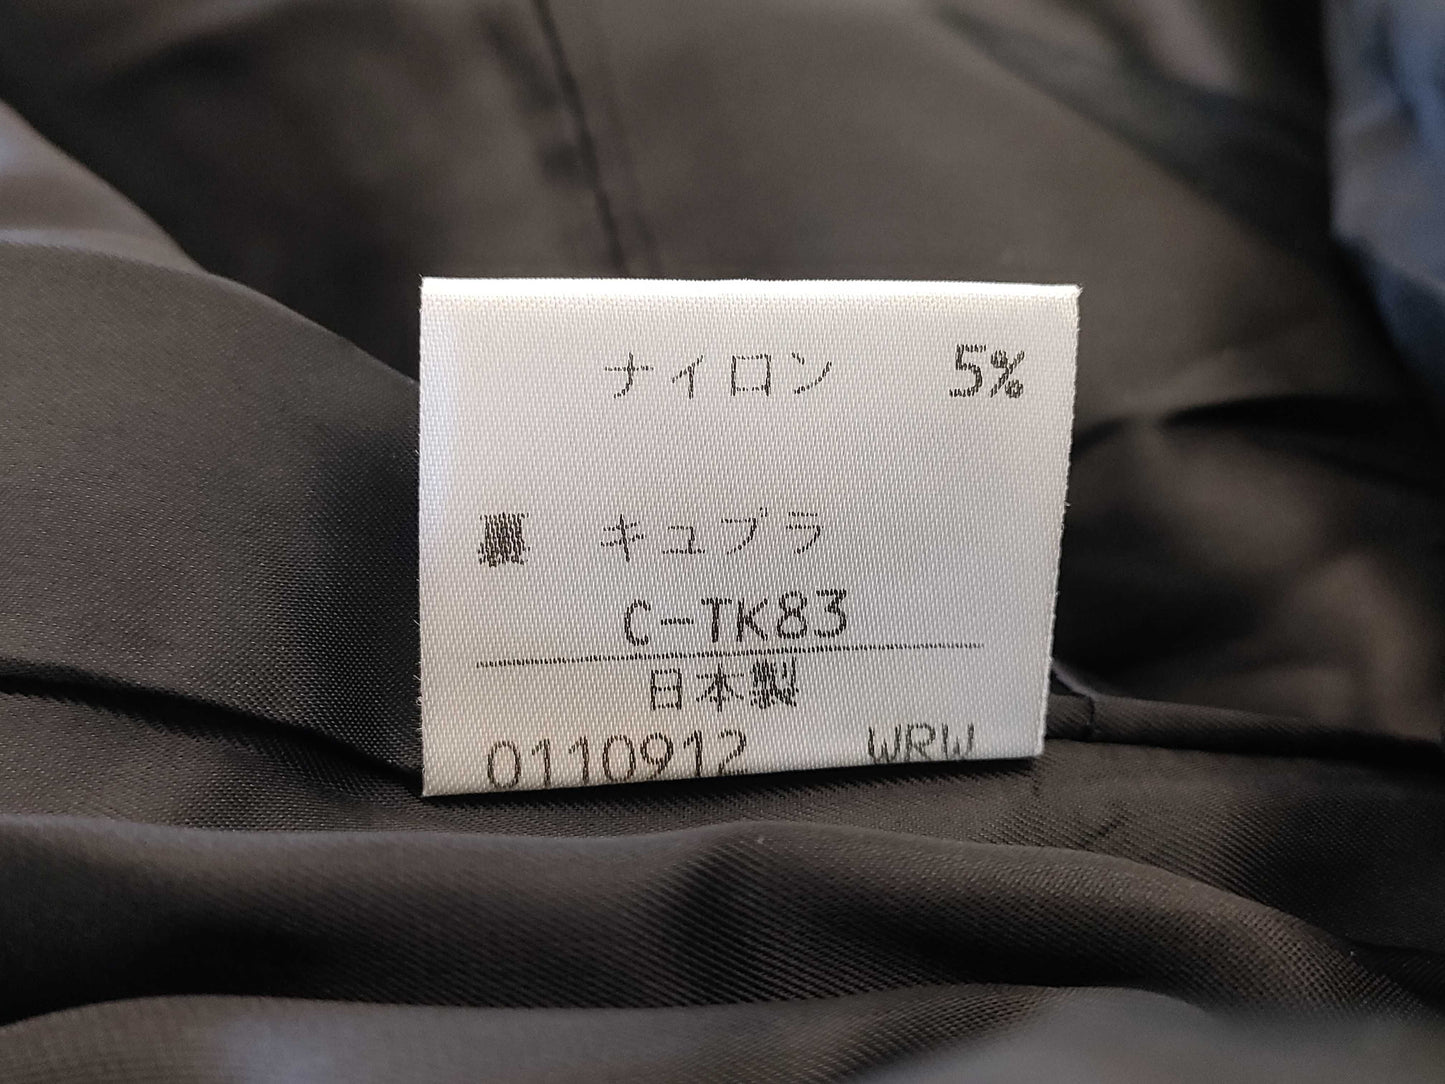 ナイロン 5%
裏 キュプラ
C-TK83
日本製
0110912 WRW